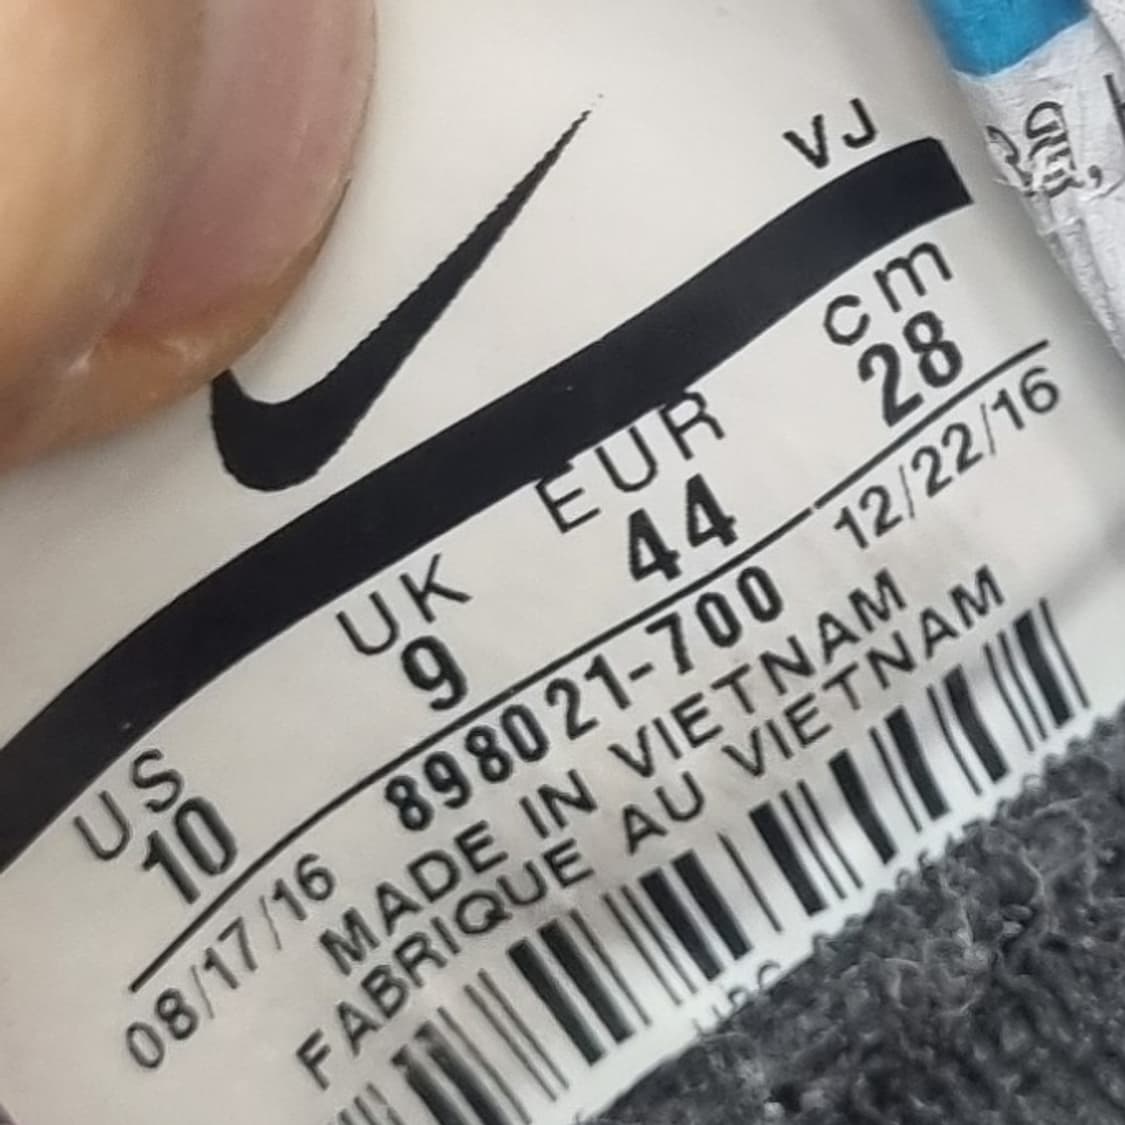 VJ
US UK EUR cm
10 9 44 28
08/17/16 898021-700 12/22/16
MADE IN VIETNAM
FABRIQUE AU VIETNAM